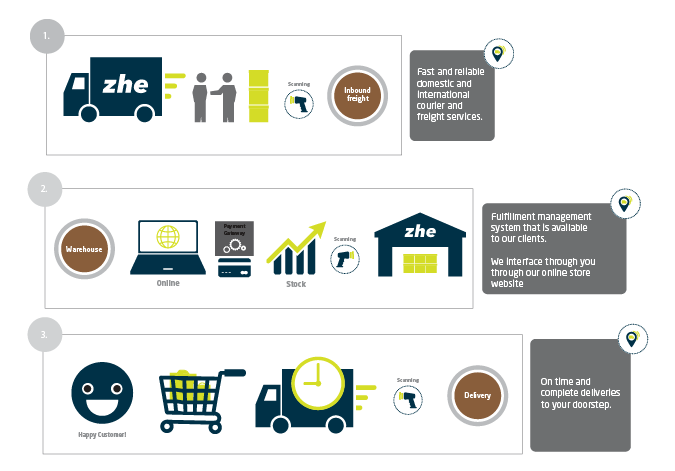 1.
zhe
Scanning
Inbound
freight
Fast and reliable
domestic and
international
courier and
freight services.
2.
Warehouse
Online
Payment
Gateway
Stock
Scanning
zhe
Fulfillment management
system that is available
to our clients.
We interface through you
through our online store
website
3.
Happy Customer!
Scanning
Delivery
On time and
complete deliveries
to your doorstep.